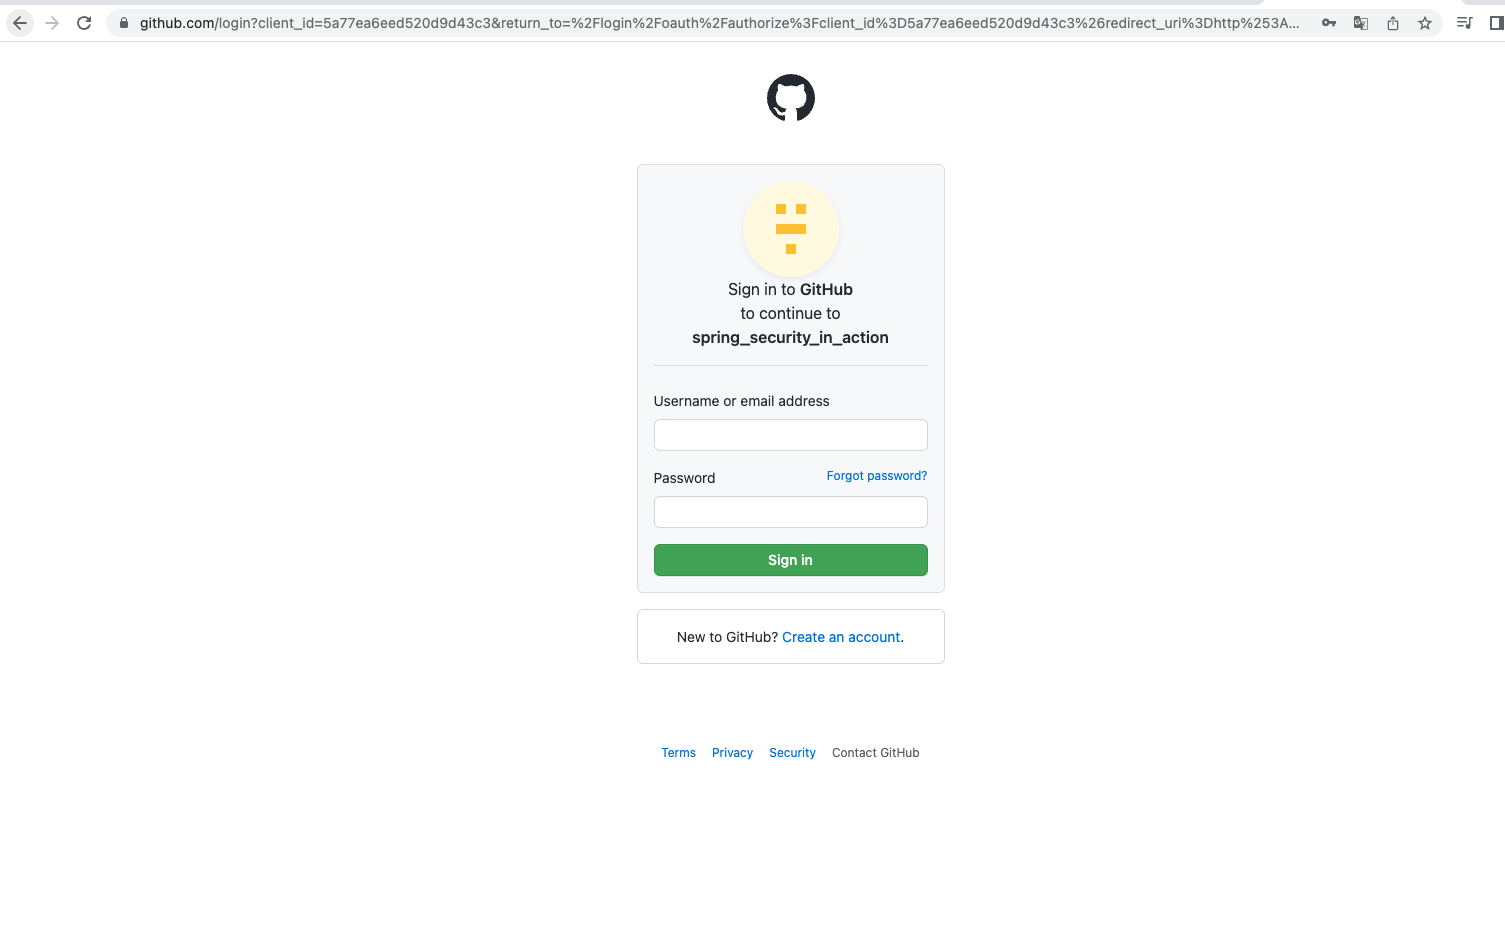 github.com/login?client_id=5a77ea6eed520d9d43c3&return_to=%2Flogin%2Foauth%2Fauthorize%3Fclient_id%3D5a77ea6eed520d9d43c3%26redirect_uri%3Dhttp%253A...
Sign in to GitHub
to continue to
spring_security_in_action
Username or email address
Password Forgot password?
Sign in
New to GitHub? Create an account.
Terms Privacy Security Contact GitHub